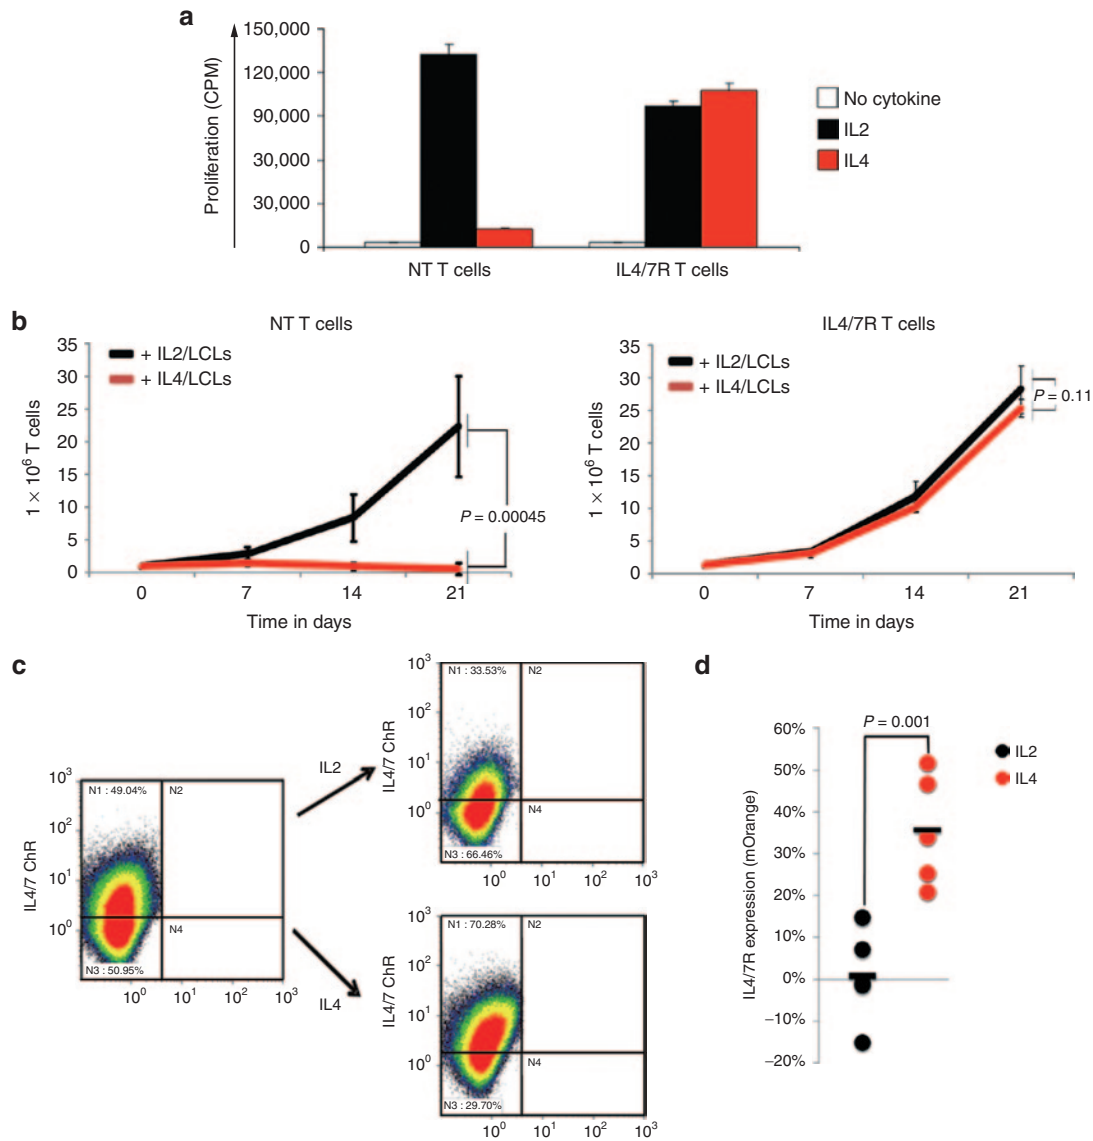 a
150,000
120,000
90,000
30,000
30,000
0
Proliferation (CPM)
NT T cells
IL4/7R T cells
No cytokine
IL2
IL4
b
NT T cells
35
30
25
20
15
10
5
0
1 × 10⁶ T cells
+ IL2/LCLs
+ IL4/LCLs
P = 0.00045
0 7 14 21
Time in days
IL4/7R T cells
35
30
25
20
15
10
5
0
1 × 10⁶ T cells
+ IL2/LCLs
+ IL4/LCLs
P = 0.11
0 7 14 21
Time in days
c
10³
10²
10¹
10⁰
IL4/7 ChR
N1 : 49.04%
N2
N3 : 50.95%
N4
10⁰ 10¹ 10² 10³
IL2
IL4
10³
10²
10¹
10⁰
IL4/7 ChR
N1 : 33.53%
N2
N3 : 66.46%
N4
10⁰ 10¹ 10² 10³
10³
10²
10¹
10⁰
IL4/7 ChR
N1 : 70.28%
N2
N3 : 29.70%
N4
10⁰ 10¹ 10² 10³
d
60%
50%
40%
30%
20%
10%
0%
–10%
–20%
IL4/7R expression (mOrange)
P = 0.001
IL2
IL4